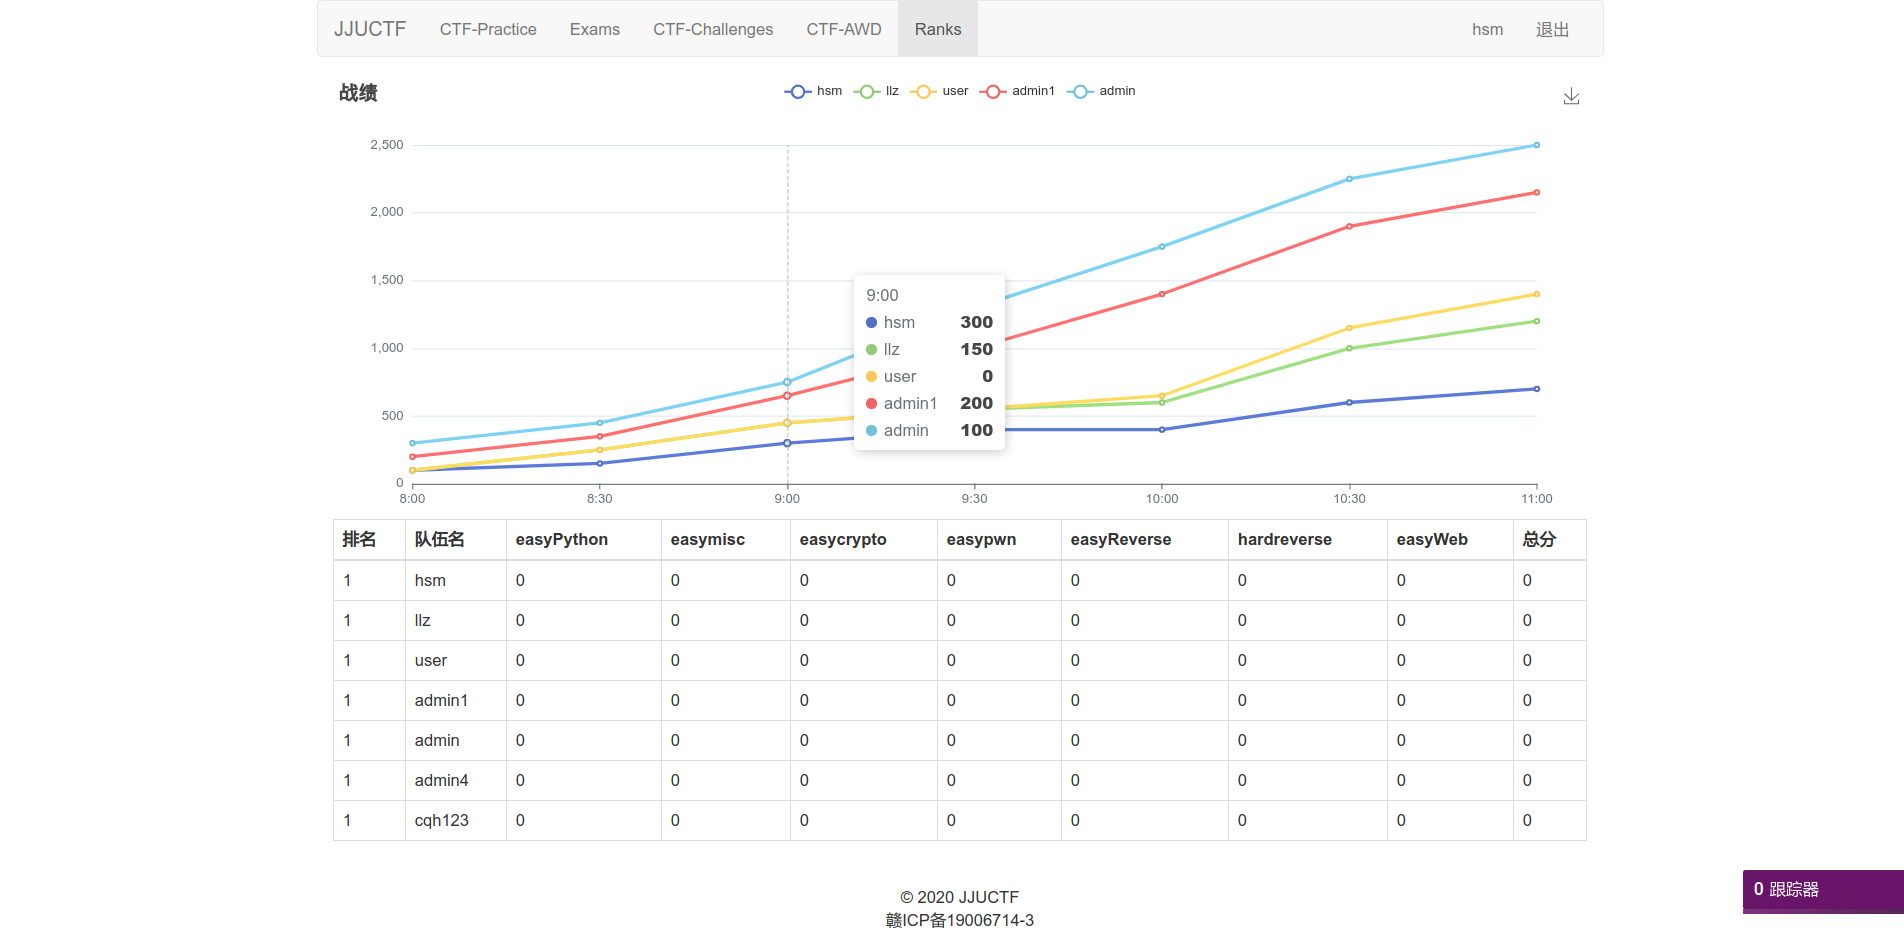 JJUCTF CTF-Practice Exams CTF-Challenges CTF-AWD Ranks hsm 退出
战绩 hsm llz user admin1 admin
2,500
2,000
1,500
1,000
500
0
9:00
hsm 300
llz 150
user 0
admin1 200
admin 100
8:00 8:30 9:00 9:30 10:00 10:30 11:00
排名 队伍名 easyPython easymisc easycrypto easypwn easyReverse hardreverse easyWeb 总分
1 hsm 0 0 0 0 0 0 0 0
1 llz 0 0 0 0 0 0 0 0
1 user 0 0 0 0 0 0 0 0
1 admin1 0 0 0 0 0 0 0 0
1 admin 0 0 0 0 0 0 0 0
1 admin4 0 0 0 0 0 0 0 0
1 cqh123 0 0 0 0 0 0 0 0
0 跟踪器
© 2020 JJUCTF
赣ICP备19006714-3